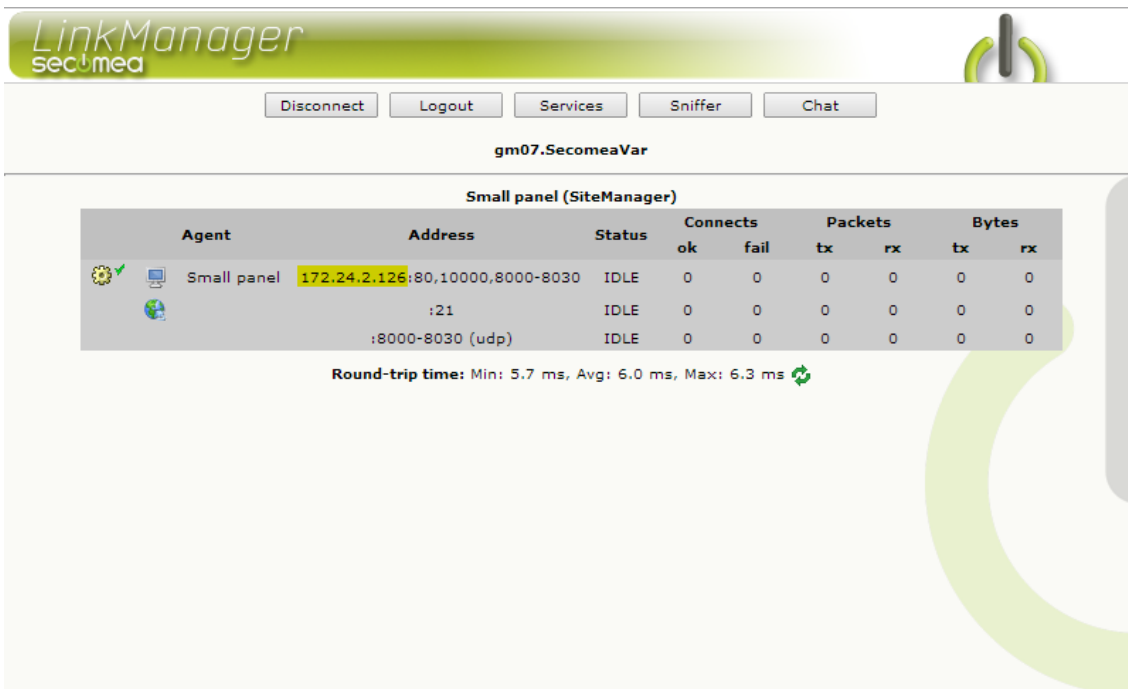 LinkManager
secomea
Disconnect Logout Services Sniffer Chat
gm07.SecomeaVar
Small panel (SiteManager)
Agent Address Status Connects Packets Bytes
ok fail tx rx tx rx
Small panel 172.24.2.126:80,10000,8000-8030 IDLE 0 0 0 0 0 0
:21 IDLE 0 0 0 0 0 0
:8000-8030 (udp) IDLE 0 0 0 0 0 0
Round-trip time: Min: 5.7 ms, Avg: 6.0 ms, Max: 6.3 ms